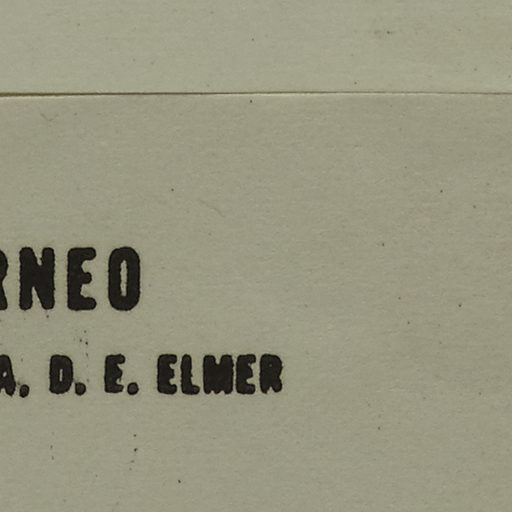 RNEO
A. D. E. ELMER